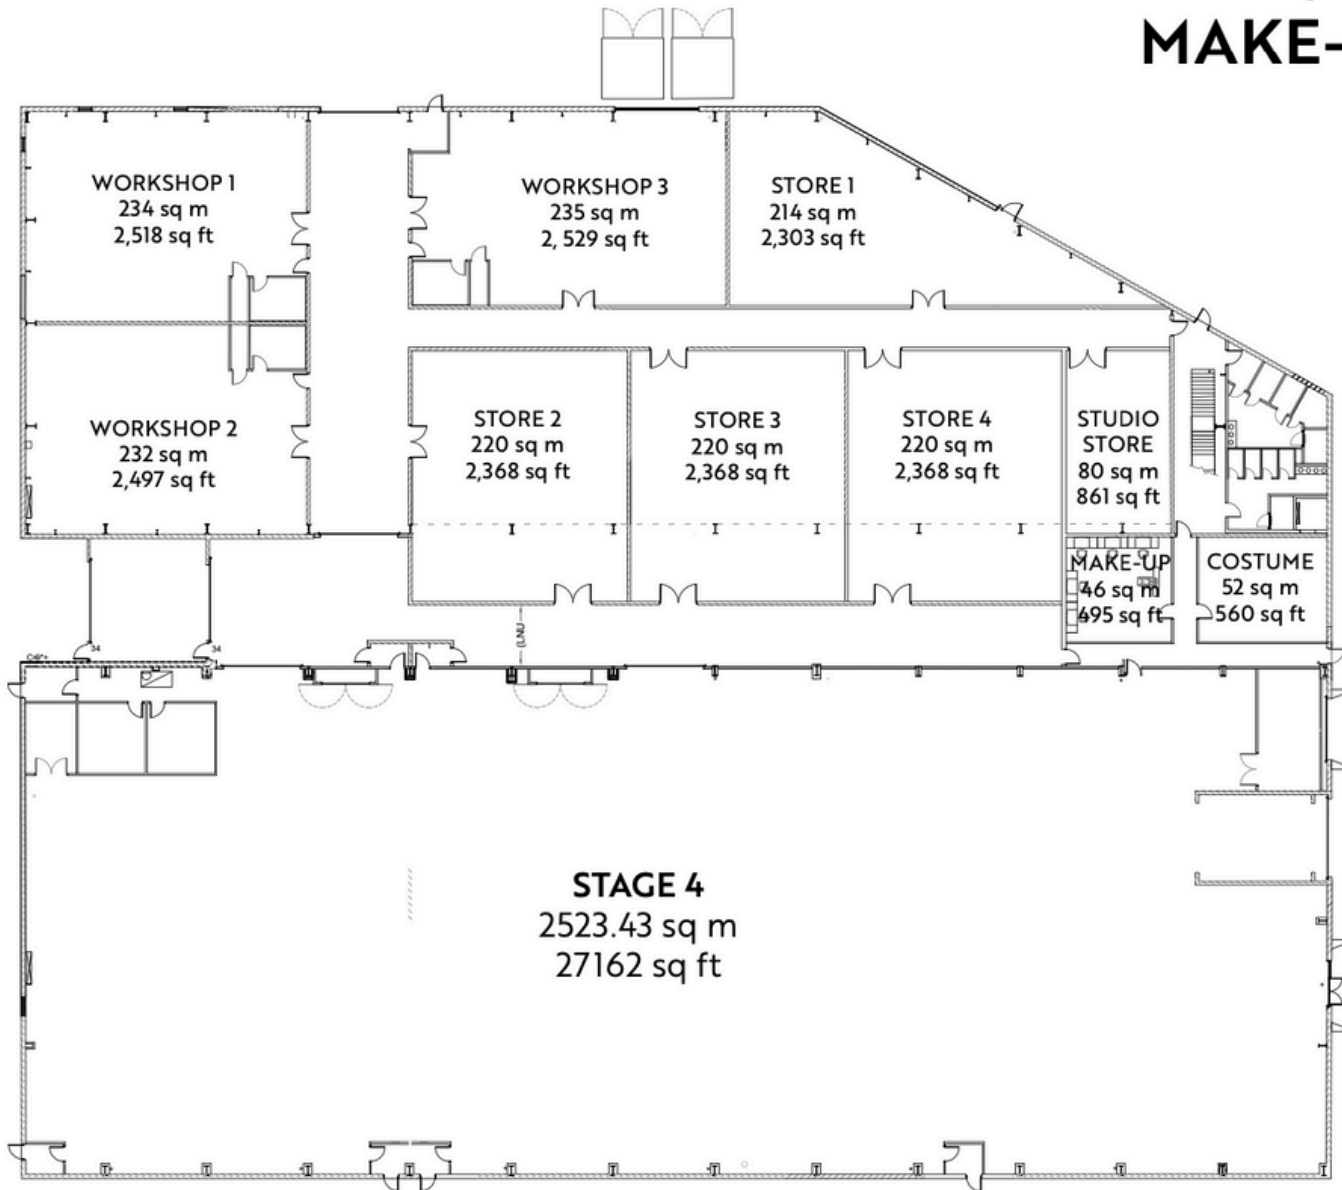 MAKE-
WORKSHOP 1
234 sq m
2,518 sq ft
WORKSHOP 3
235 sq m
2, 529 sq ft
STORE 1
214 sq m
2,303 sq ft
WORKSHOP 2
232 sq m
2,497 sq ft
STORE 2
220 sq m
2,368 sq ft
STORE 3
220 sq m
2,368 sq ft
STORE 4
220 sq m
2,368 sq ft
STUDIO
STORE
80 sq m
861 sq ft
MAKE-UP
46 sq m
495 sq ft
COSTUME
52 sq m
560 sq ft
34
34
STAGE 4
2523.43 sq m
27162 sq ft